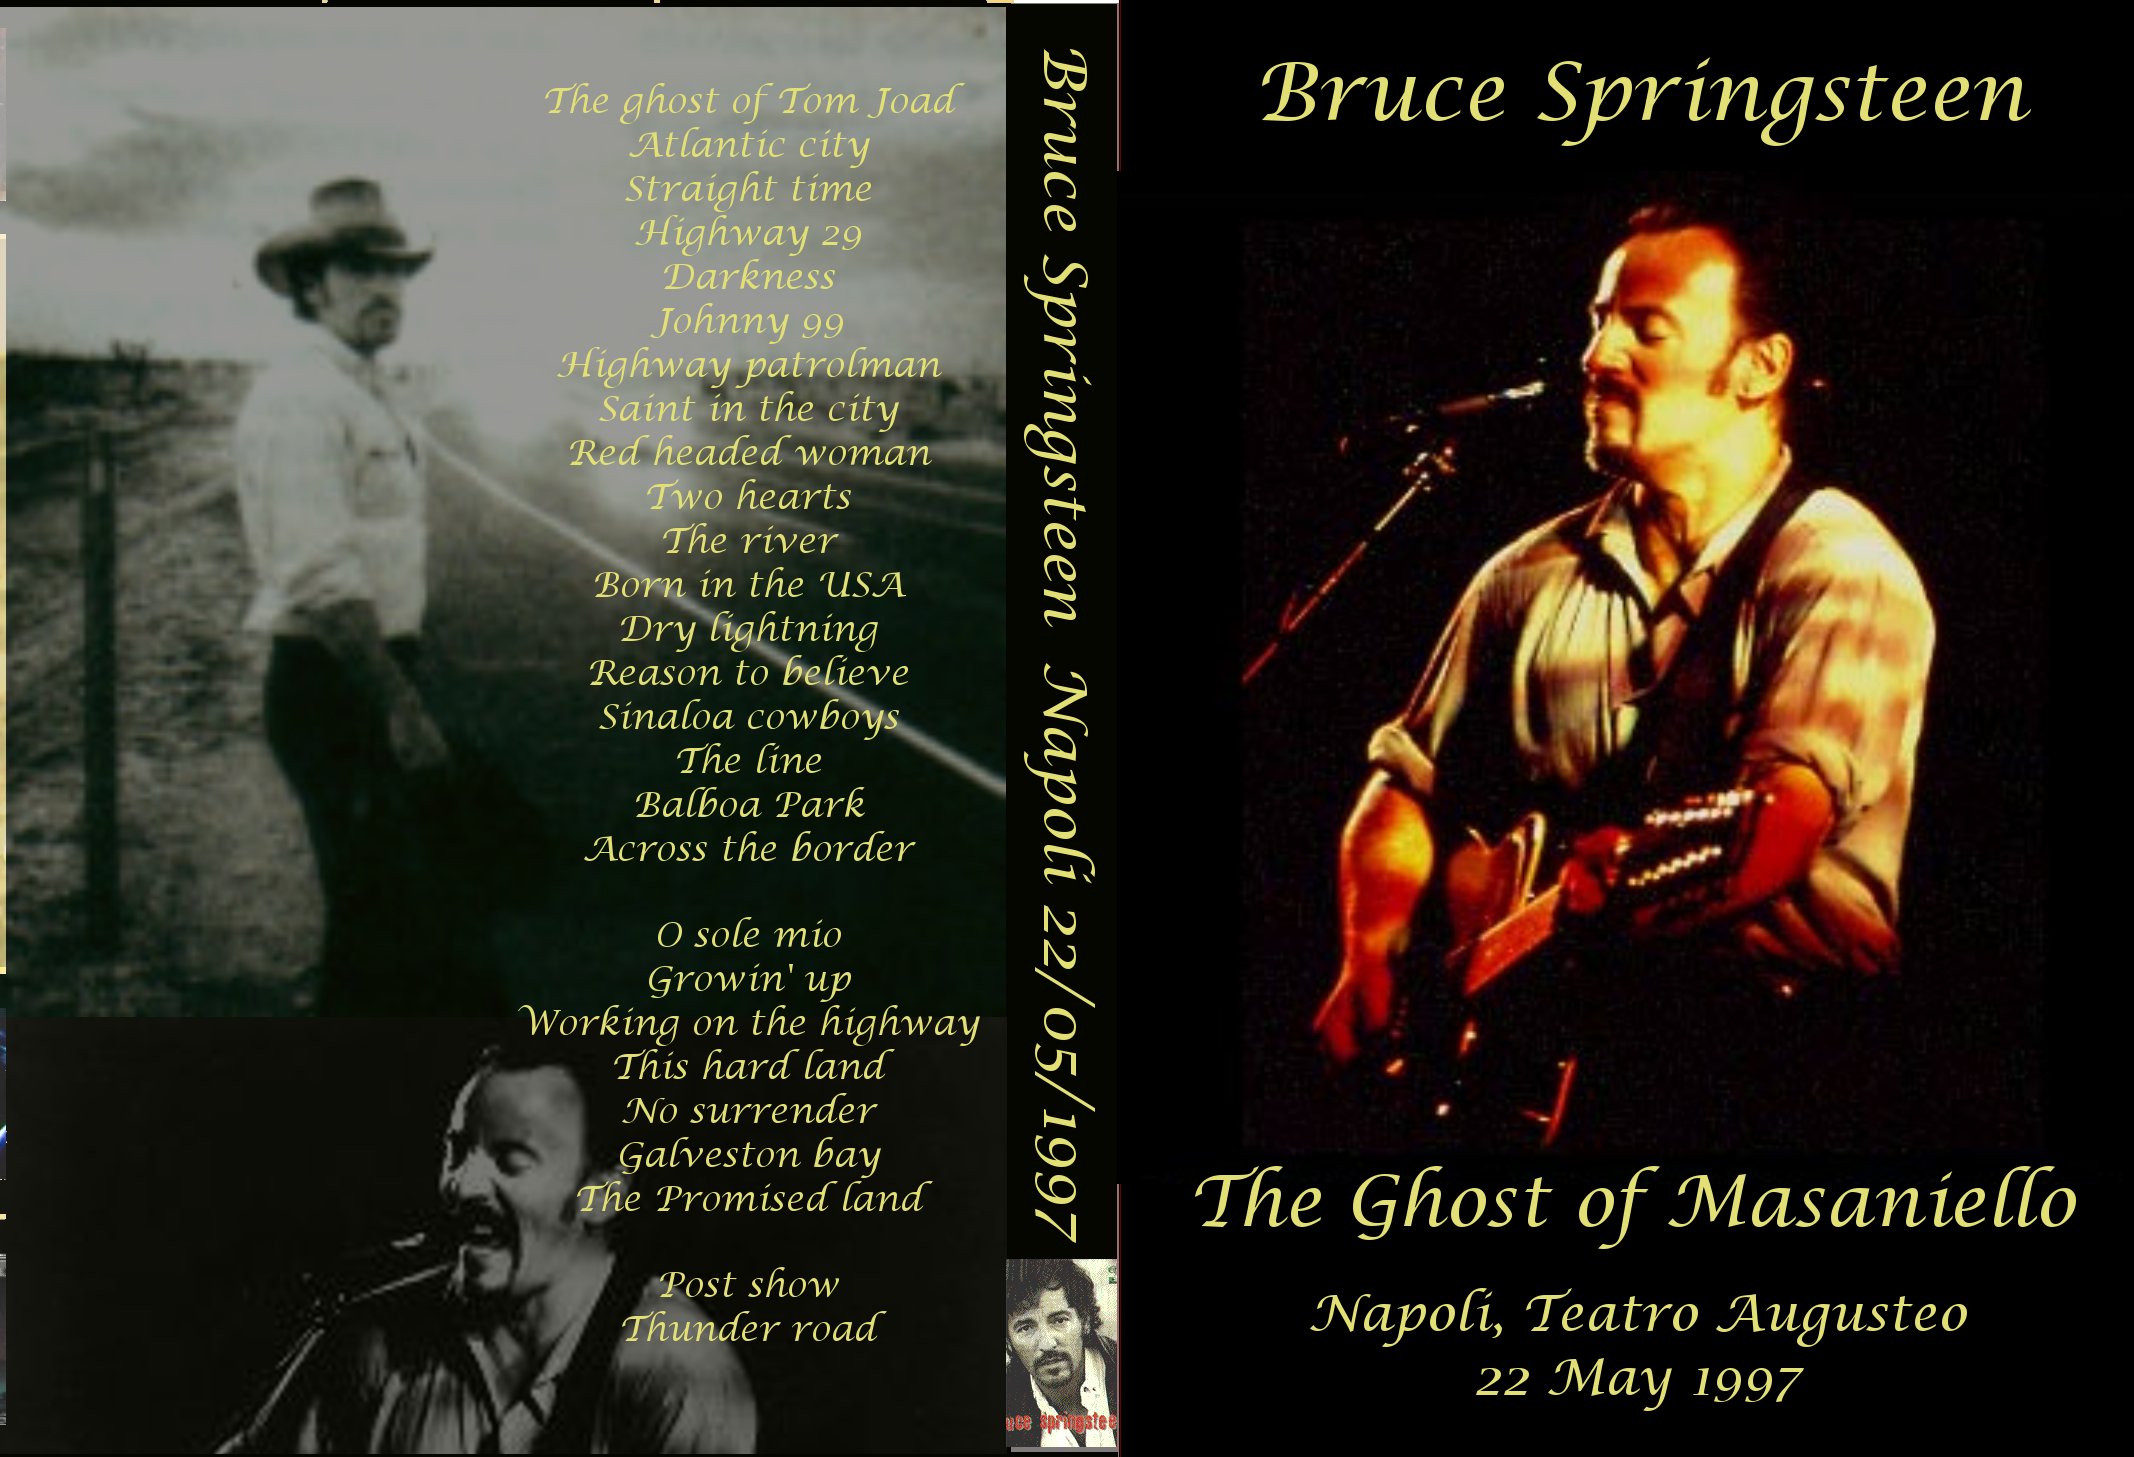 The ghost of Tom Joad
Atlantic city
Straight time
Highway 29
Darkness
Johnny 99
Highway patrolman
Saint in the city
Red headed woman
Two hearts
The river
Born in the USA
Dry lightning
Reason to believe
Sinaloa cowboys
The line
Balboa Park
Across the border
O sole mio
Growin' up
Working on the highway
This hard land
No surrender
Galveston bay
The Promised land
Post show
Thunder road
Bruce Springsteen Napoli 22/05/1997
uce springstee
Bruce Springsteen
The Ghost of Masaniello
Napoli, Teatro Augusteo
22 May 1997